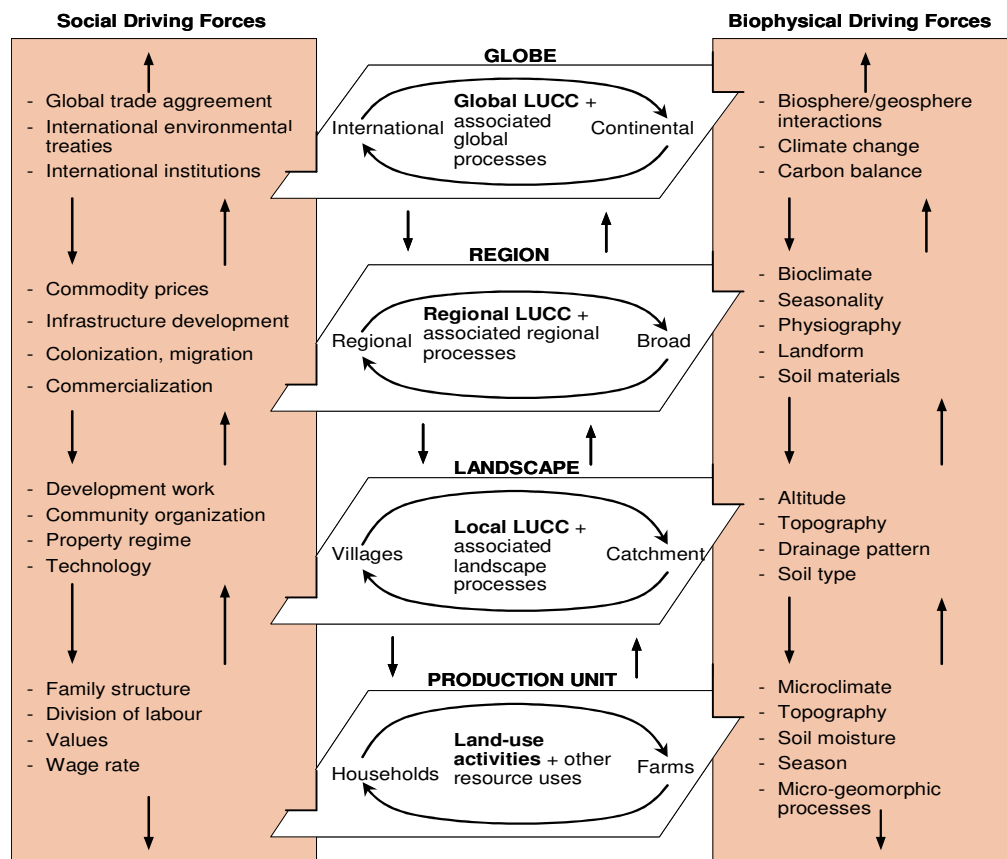 Social Driving Forces
- Global trade aggreement
- International environmental
treaties
- International institutions
- Commodity prices
- Infrastructure development
- Colonization, migration
- Commercialization
- Development work
- Community organization
- Property regime
- Technology
- Family structure
- Division of labour
- Values
- Wage rate
GLOBE
International
Global LUCC +
associated
global
processes
Continental
REGION
Regional
Regional LUCC +
associated regional
processes
Broad
LANDSCAPE
Villages
Local LUCC +
associated
landscape
processes
Catchment
PRODUCTION UNIT
Households
Land-use
activities + other
resource uses
Farms
Biophysical Driving Forces
- Biosphere/geosphere
interactions
- Climate change
- Carbon balance
- Bioclimate
- Seasonality
- Physiography
- Landform
- Soil materials
- Altitude
- Topography
- Drainage pattern
- Soil type
- Microclimate
- Topography
- Soil moisture
- Season
- Micro-geomorphic
processes